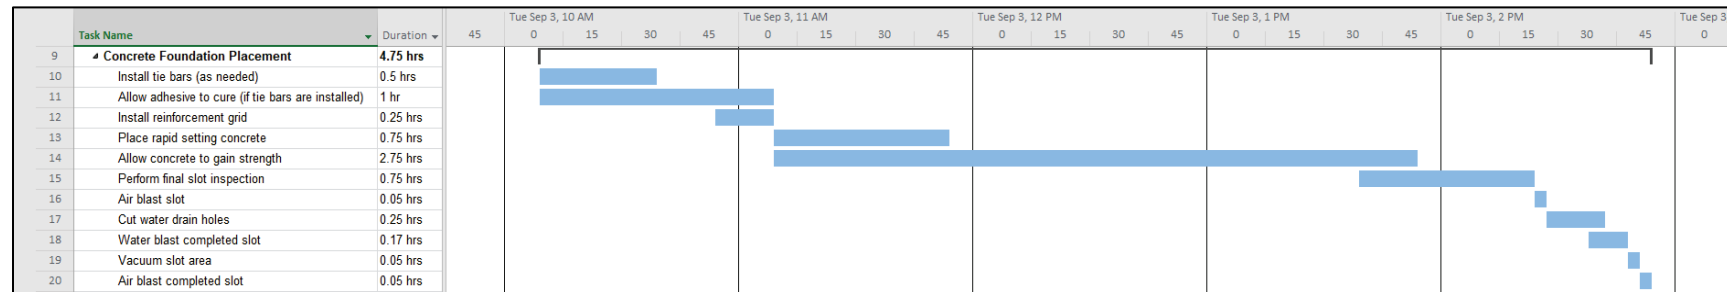 Tue Sep 3, 10 AM Tue Sep 3, 11 AM Tue Sep 3, 12 PM Tue Sep 3, 1 PM Tue Sep 3, 2 PM Tue Sep 3
Task Name Duration 45 0 15 30 45 0 15 30 45 0 15 30 45 0 15 30 45 0 15 30 45 0
9 Concrete Foundation Placement 4.75 hrs
10 Install tie bars (as needed) 0.5 hrs
11 Allow adhesive to cure (if tie bars are installed) 1 hr
12 Install reinforcement grid 0.25 hrs
13 Place rapid setting concrete 0.75 hrs
14 Allow concrete to gain strength 2.75 hrs
15 Perform final slot inspection 0.75 hrs
16 Air blast slot 0.05 hrs
17 Cut water drain holes 0.25 hrs
18 Water blast completed slot 0.17 hrs
19 Vacuum slot area 0.05 hrs
20 Air blast completed slot 0.05 hrs